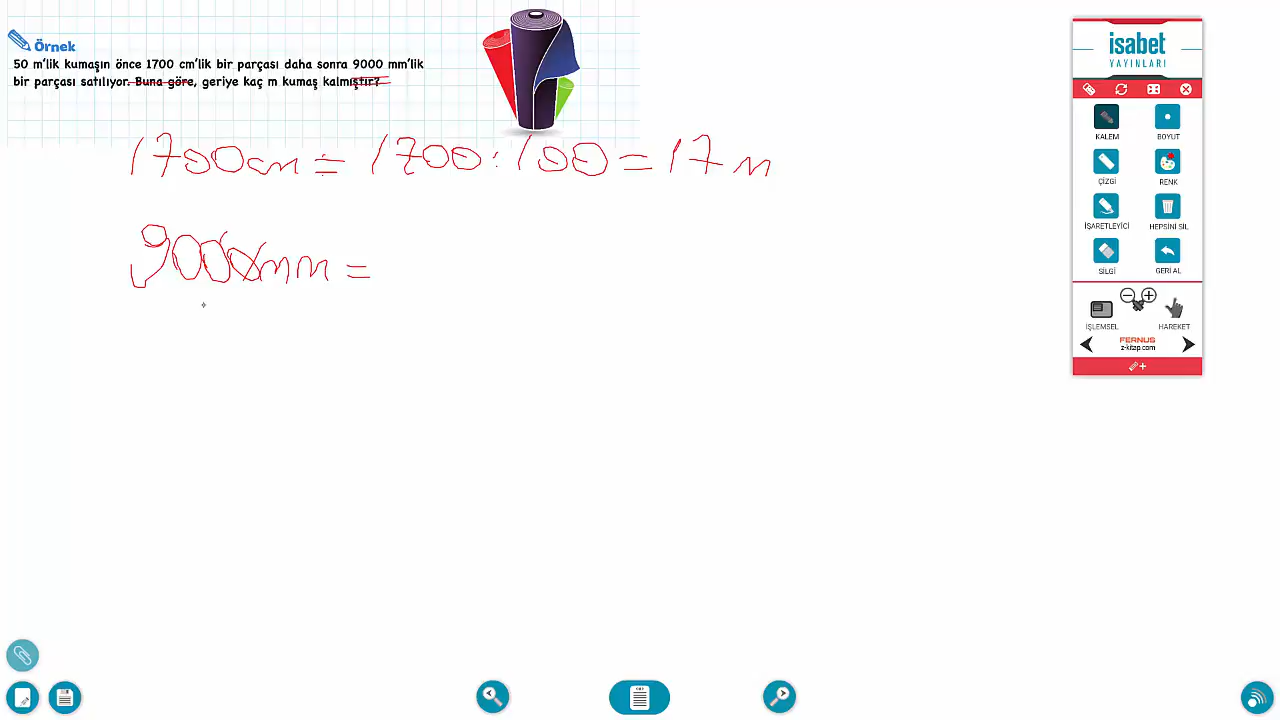 Örnek
50 m'lik kumaşın önce 1700 cm'lik bir parçası daha sonra 9000 mm'lik
bir parçası satılıyor. Buna göre, geriye kaç m kumaş kalmıştır?
1700cm = 1700 : 100 = 17 m
9000mm =
isabet
YAYINLARI
KALEM
BOYUT
ÇİZGİ
RENK
İŞARETLEYİCİ
HEPSİNİ SİL
SİLGİ
GERİ AL
İŞLEMSEL
HAREKET
FERNUS
z-kitap.com